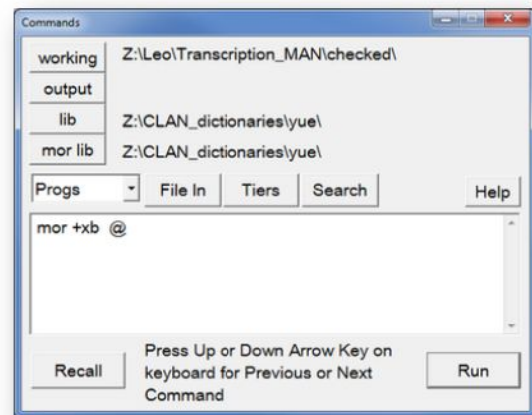 Commands
working Z:\Leo\Transcription_MAN\checked\
output
lib Z:\CLAN_dictionaries\yue\
mor lib Z:\CLAN_dictionaries\yue\
Progs File In Tiers Search Help
mor +xb @
Recall Press Up or Down Arrow Key on Run
keyboard for Previous or Next
Command